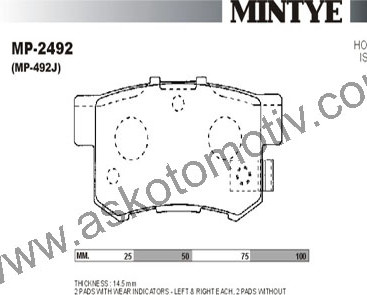 MINTYE
MP-2492
(MP-492J)
HO
IS
www.askotomotiv.com
MM. 25 50 75 100
THICKNESS : 14.5 mm
2 PADS WITH WEAR INDICATORS - LEFT & RIGHT EACH, 2 PADS WITHOUT.